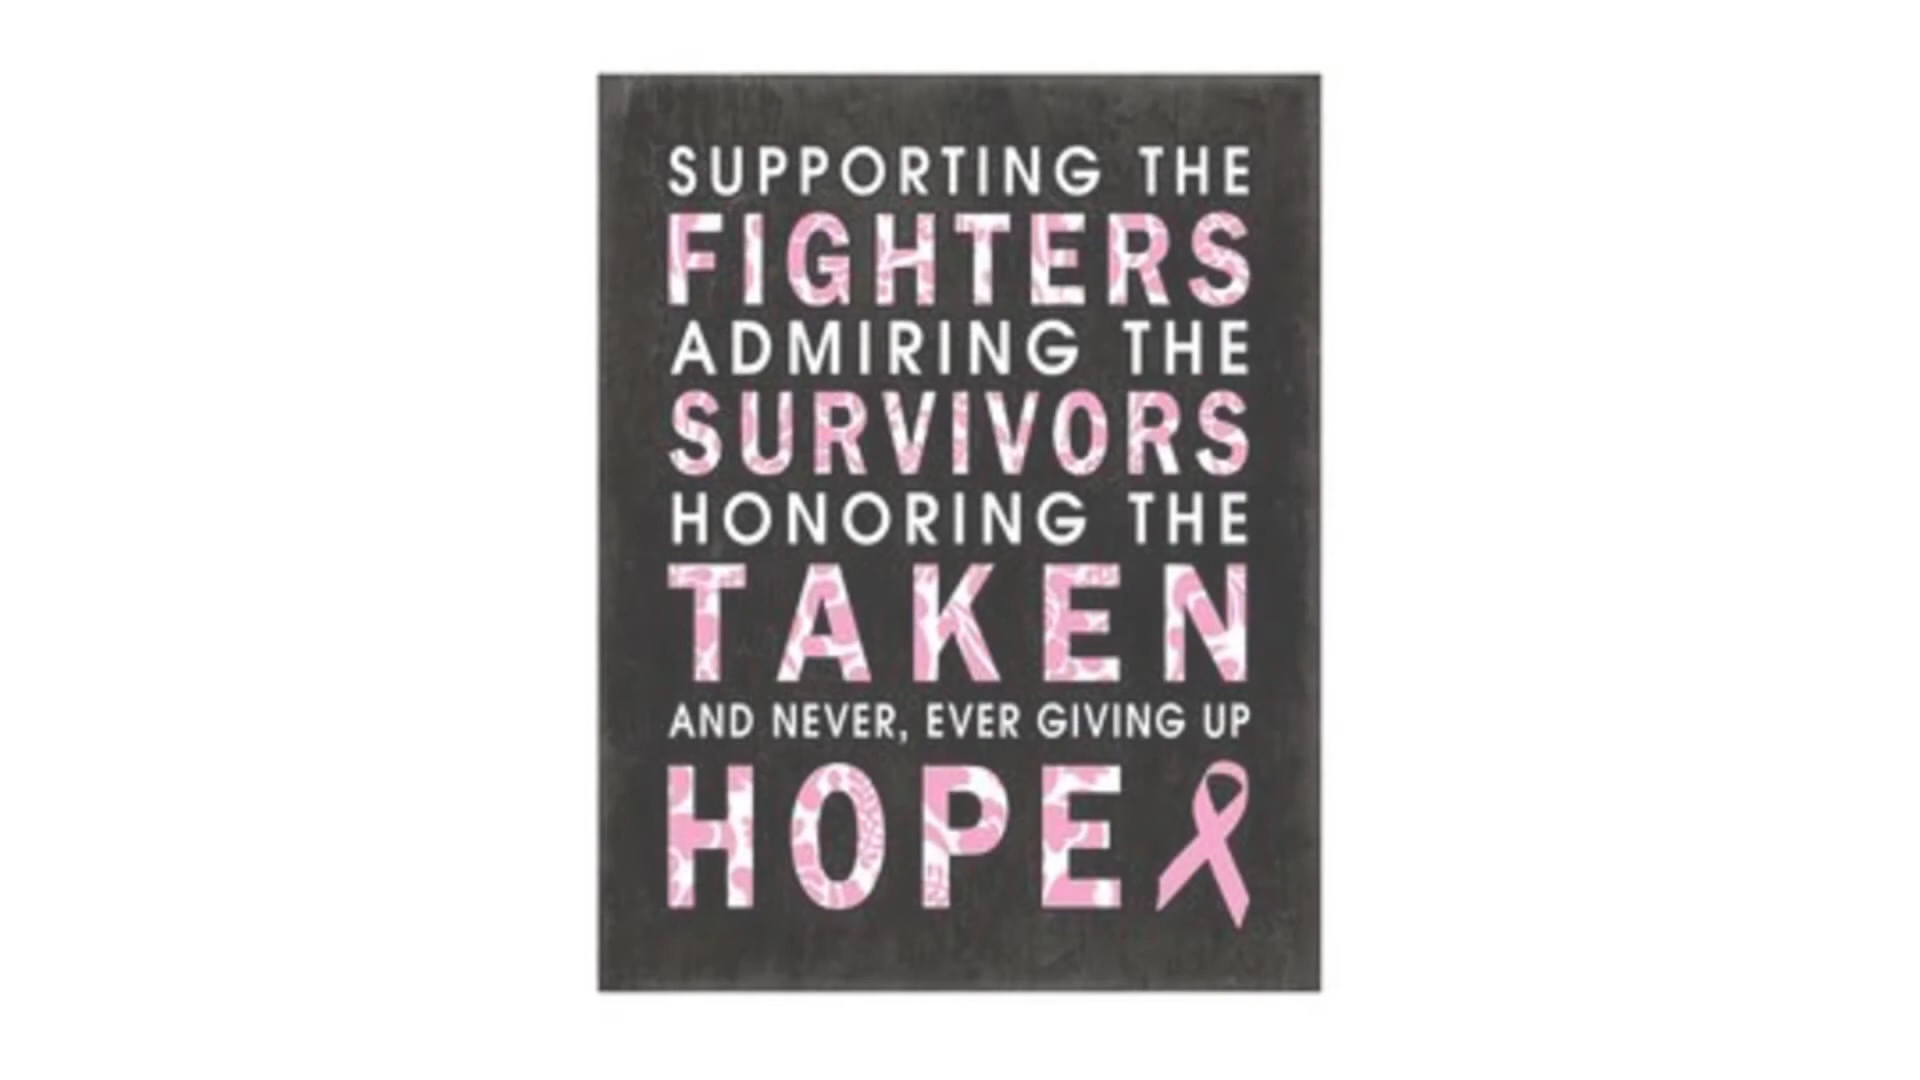 SUPPORTING THE
FIGHTERS
ADMIRING THE
SURVIVORS
HONORING THE
TAKEN
AND NEVER, EVER GIVING UP
HOPE